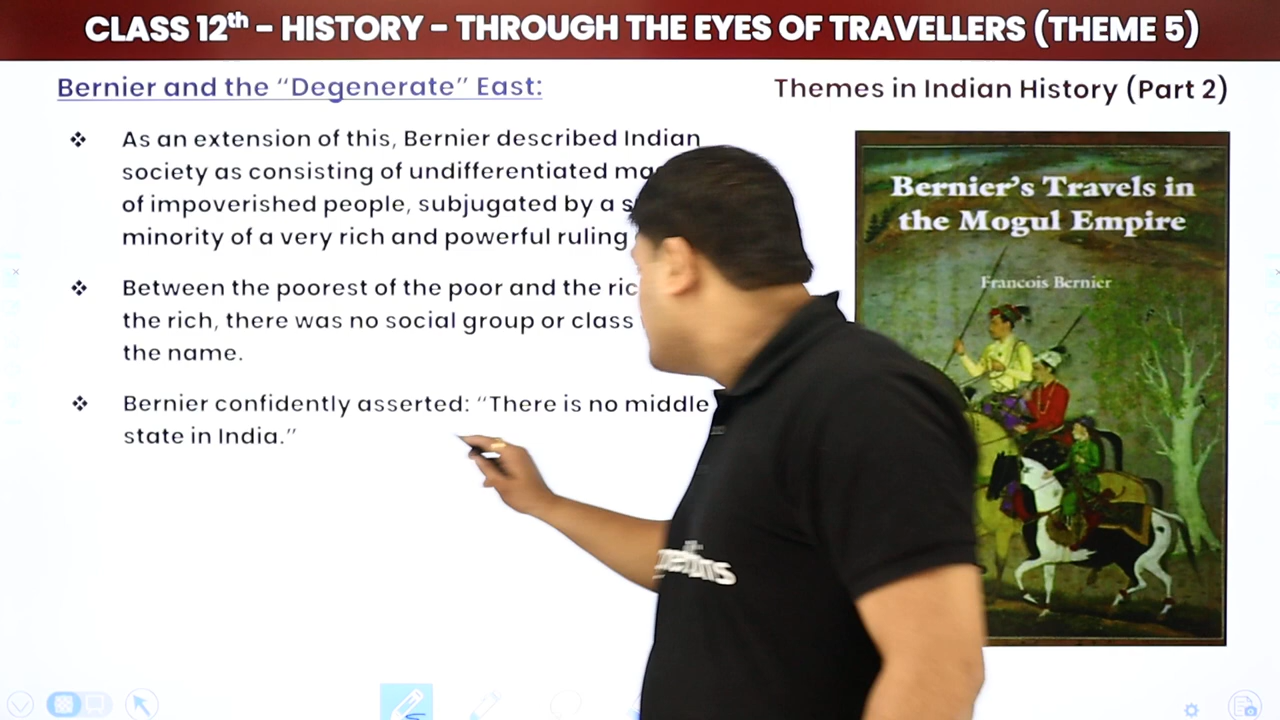 CLASS 12th – HISTORY – THROUGH THE EYES OF TRAVELLERS (THEME 5)
Bernier and the “Degenerate” East:
Themes in Indian History (Part 2)
❖ As an extension of this, Bernier described Indian
society as consisting of undifferentiated
of impoverished people, subjugated by a
minority of a very rich and powerful ruling
❖ Between the poorest of the poor and the
the rich, there was no social group or class
the name.
❖ Bernier confidently asserted: “There is no middle
state in India.”
Bernier’s Travels in
the Mogul Empire
Francois Bernier